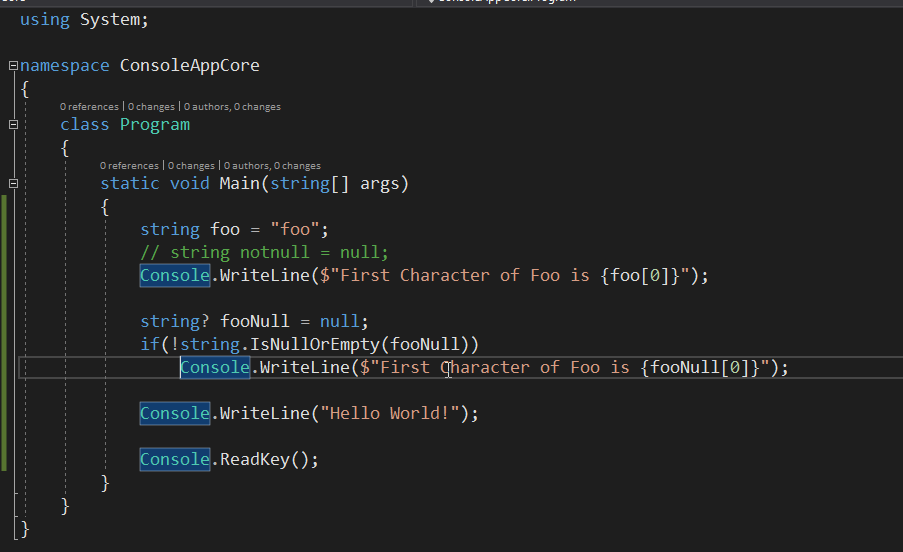 using System;
namespace ConsoleAppCore
{
0 references | 0 changes | 0 authors, 0 changes
class Program
{
0 references | 0 changes | 0 authors, 0 changes
static void Main(string[] args)
{
string foo = "foo";
// string notnull = null;
Console.WriteLine($"First Character of Foo is {foo[0]}");
string? fooNull = null;
if(!string.IsNullOrEmpty(fooNull))
Console.WriteLine($"First Character of Foo is {fooNull[0]}");
Console.WriteLine("Hello World!");
Console.ReadKey();
}
}
}